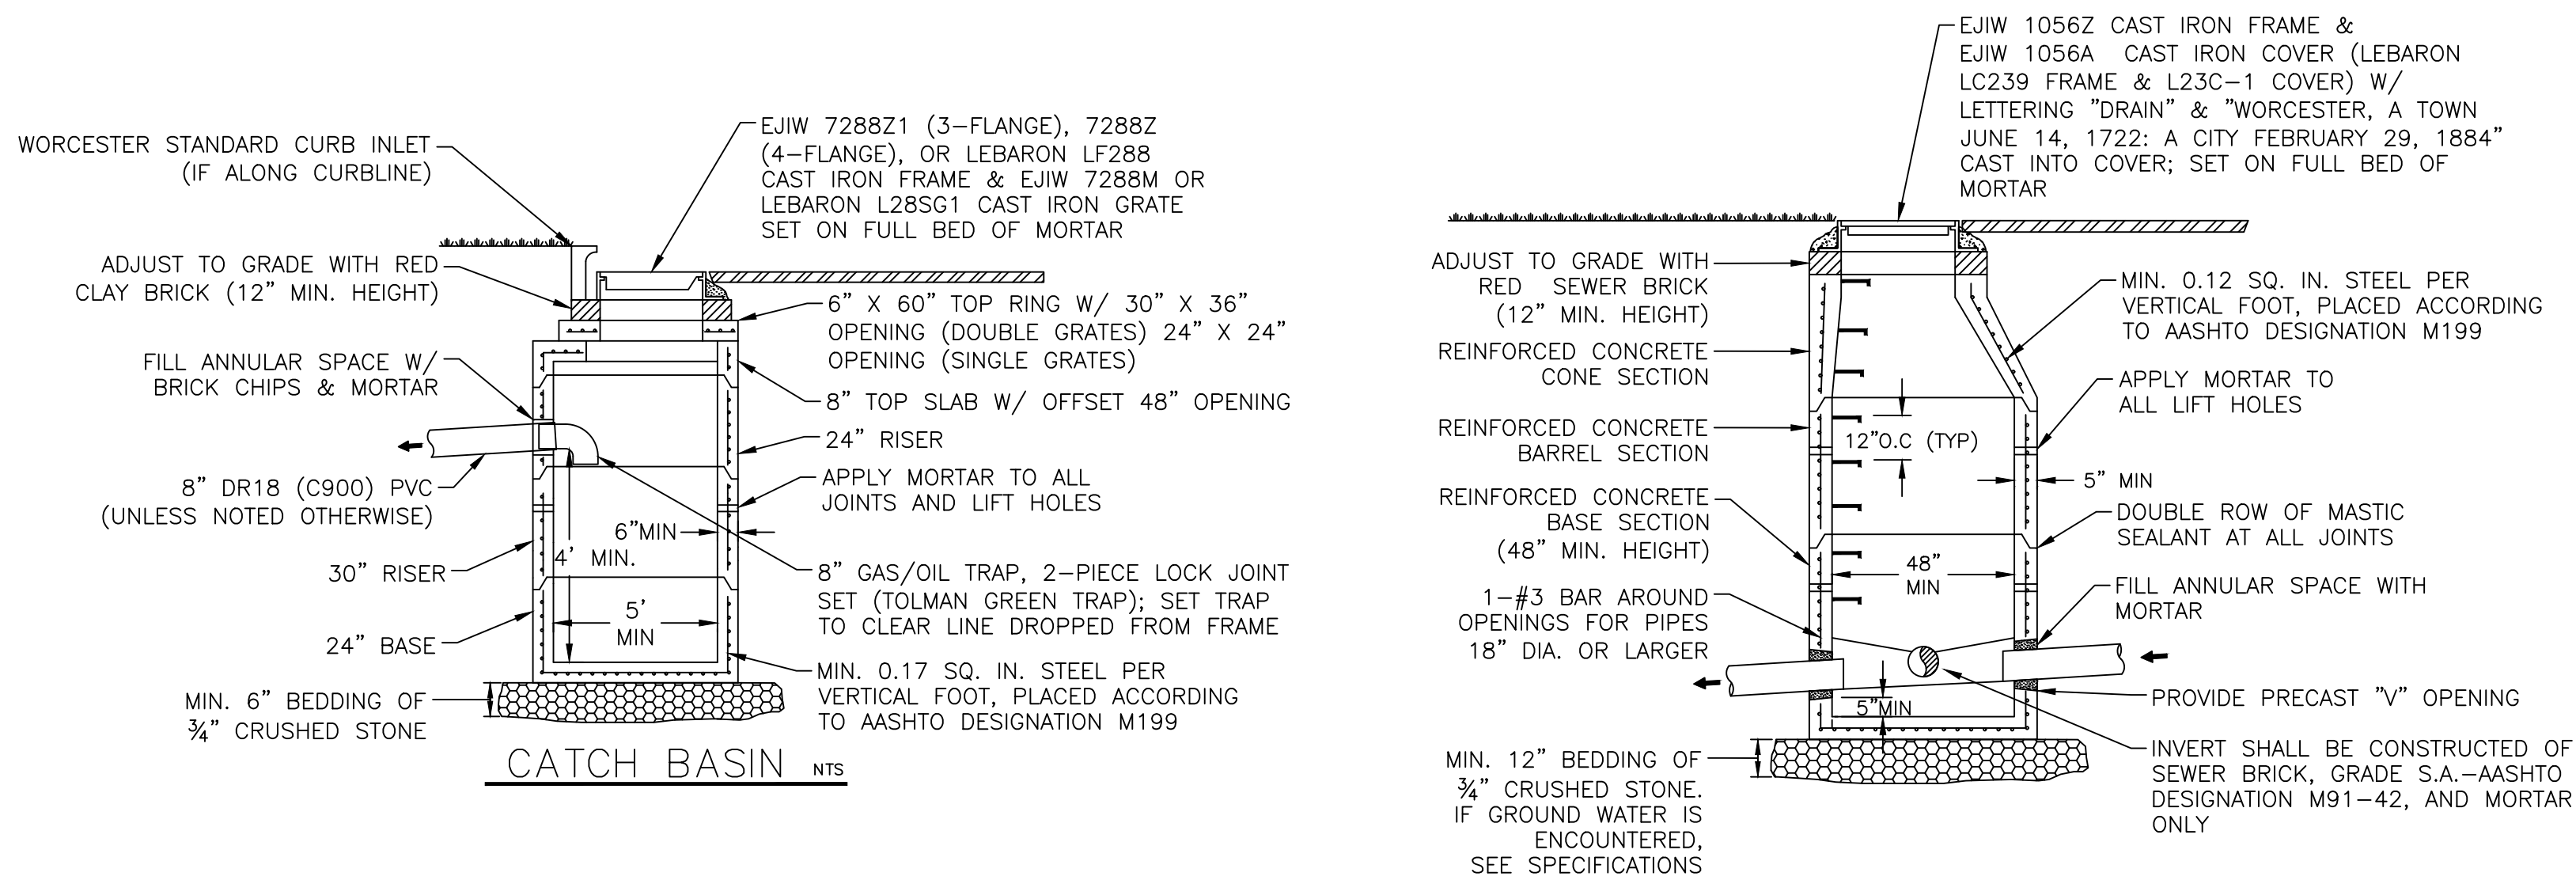 WORCESTER STANDARD CURB INLET
(IF ALONG CURBLINE)
ADJUST TO GRADE WITH RED
CLAY BRICK (12” MIN. HEIGHT)
FILL ANNULAR SPACE W/
BRICK CHIPS & MORTAR
8” DR18 (C900) PVC
(UNLESS NOTED OTHERWISE)
30” RISER
24” BASE
MIN. 6” BEDDING OF
¾” CRUSHED STONE
EJIW 7288Z1 (3-FLANGE), 7288Z
(4-FLANGE), OR LEBARON LF288
CAST IRON FRAME & EJIW 7288M OR
LEBARON L28SG1 CAST IRON GRATE
SET ON FULL BED OF MORTAR
6” X 60” TOP RING W/ 30” X 36”
OPENING (DOUBLE GRATES) 24” X 24”
OPENING (SINGLE GRATES)
8” TOP SLAB W/ OFFSET 48” OPENING
24” RISER
APPLY MORTAR TO ALL
JOINTS AND LIFT HOLES
6”MIN
4’ MIN.
5’
MIN
8” GAS/OIL TRAP, 2-PIECE LOCK JOINT
SET (TOLMAN GREEN TRAP); SET TRAP
TO CLEAR LINE DROPPED FROM FRAME
MIN. 0.17 SQ. IN. STEEL PER
VERTICAL FOOT, PLACED ACCORDING
TO AASHTO DESIGNATION M199
CATCH BASIN NTS
EJIW 1056Z CAST IRON FRAME &
EJIW 1056A CAST IRON COVER (LEBARON
LC239 FRAME & L23C-1 COVER) W/
LETTERING ”DRAIN” & ”WORCESTER, A TOWN
JUNE 14, 1722: A CITY FEBRUARY 29, 1884”
CAST INTO COVER; SET ON FULL BED OF
MORTAR
ADJUST TO GRADE WITH
RED SEWER BRICK
(12” MIN. HEIGHT)
REINFORCED CONCRETE
CONE SECTION
REINFORCED CONCRETE
BARREL SECTION
REINFORCED CONCRETE
BASE SECTION
(48” MIN. HEIGHT)
1-#3 BAR AROUND
OPENINGS FOR PIPES
18” DIA. OR LARGER
MIN. 12” BEDDING OF
¾” CRUSHED STONE.
IF GROUND WATER IS
ENCOUNTERED,
SEE SPECIFICATIONS
12”O.C (TYP)
48”
MIN
5”MIN
MIN. 0.12 SQ. IN. STEEL PER
VERTICAL FOOT, PLACED ACCORDING
TO AASHTO DESIGNATION M199
APPLY MORTAR TO
ALL LIFT HOLES
5” MIN
DOUBLE ROW OF MASTIC
SEALANT AT ALL JOINTS
FILL ANNULAR SPACE WITH
MORTAR
PROVIDE PRECAST ”V” OPENING
INVERT SHALL BE CONSTRUCTED OF
SEWER BRICK, GRADE S.A.-AASHTO
DESIGNATION M91-42, AND MORTAR
ONLY